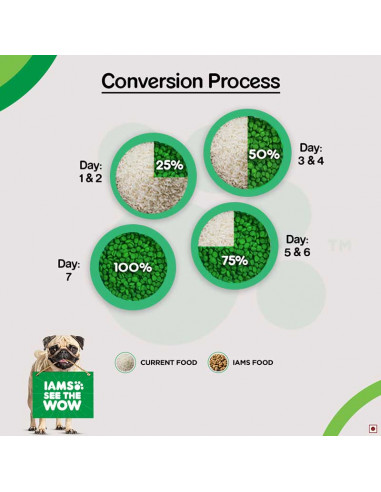 Conversion Process
Day:
1 & 2
25%
50%
Day:
3 & 4
Day:
7
100%
75%
Day:
5 & 6
TM
CURRENT FOOD
IAMS FOOD
IAMS
SEE THE
WOW